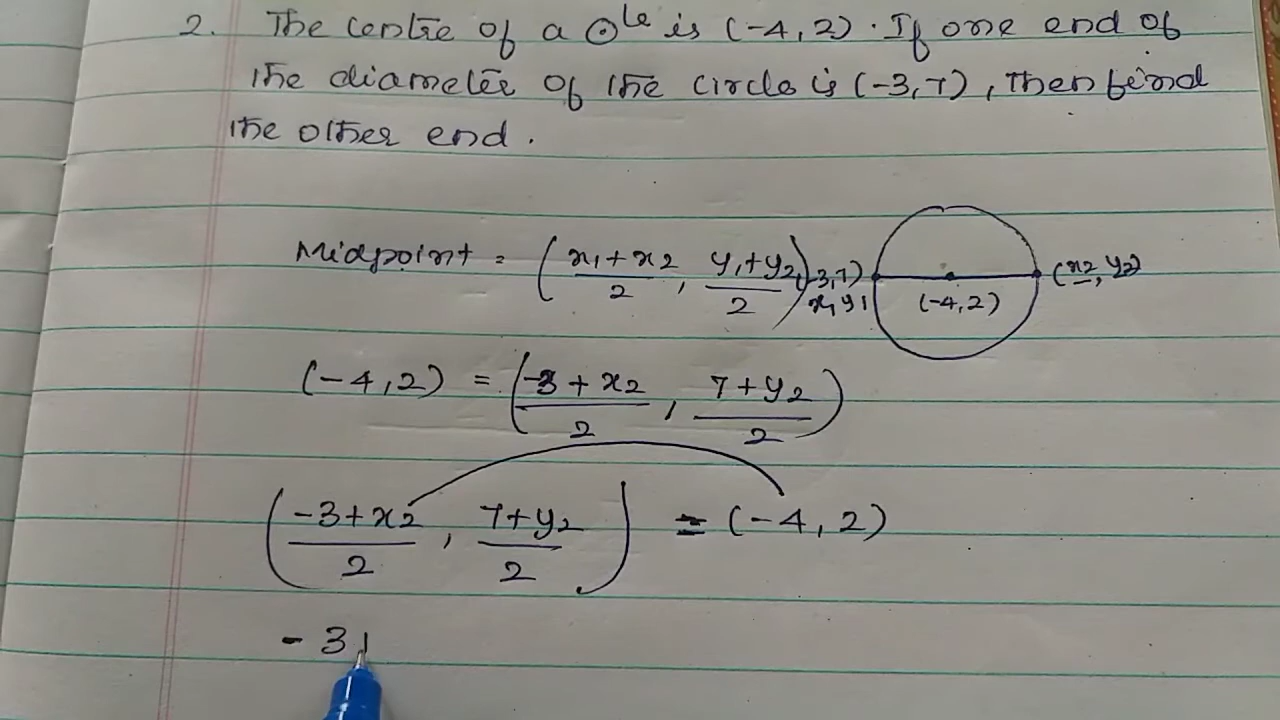 2. The centre of a ⊙le is (-4,2). If one end of
the diameter of the circle is (-3,7), then find
the other end.
Midpoint = ( x1+x2 / 2 , y1+y2 / 2 )
-3,7)
x1 y1
(-4,2)
(x2, y2)
(-4,2) = ( -3+x2 / 2 , 7+y2 / 2 )
( -3+x2 / 2 , 7+y2 / 2 ) = (-4,2)
-3